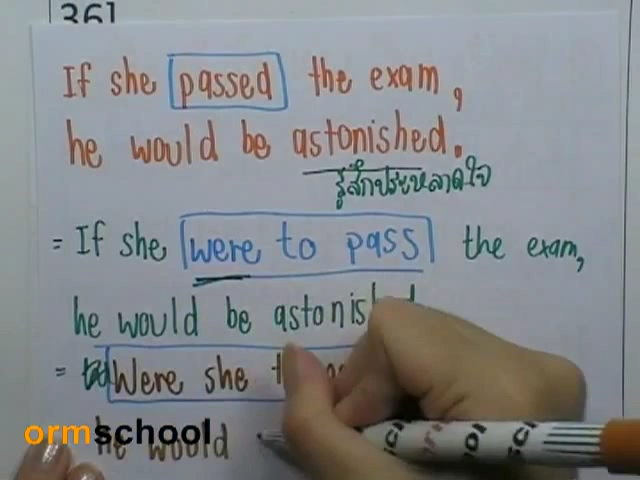 361
If she passed the exam,
he would be astonished.
รู้สึกประหลาดใจ
= If she were to pass the exam,
he would be astonished
= Were she
ormschool
he would